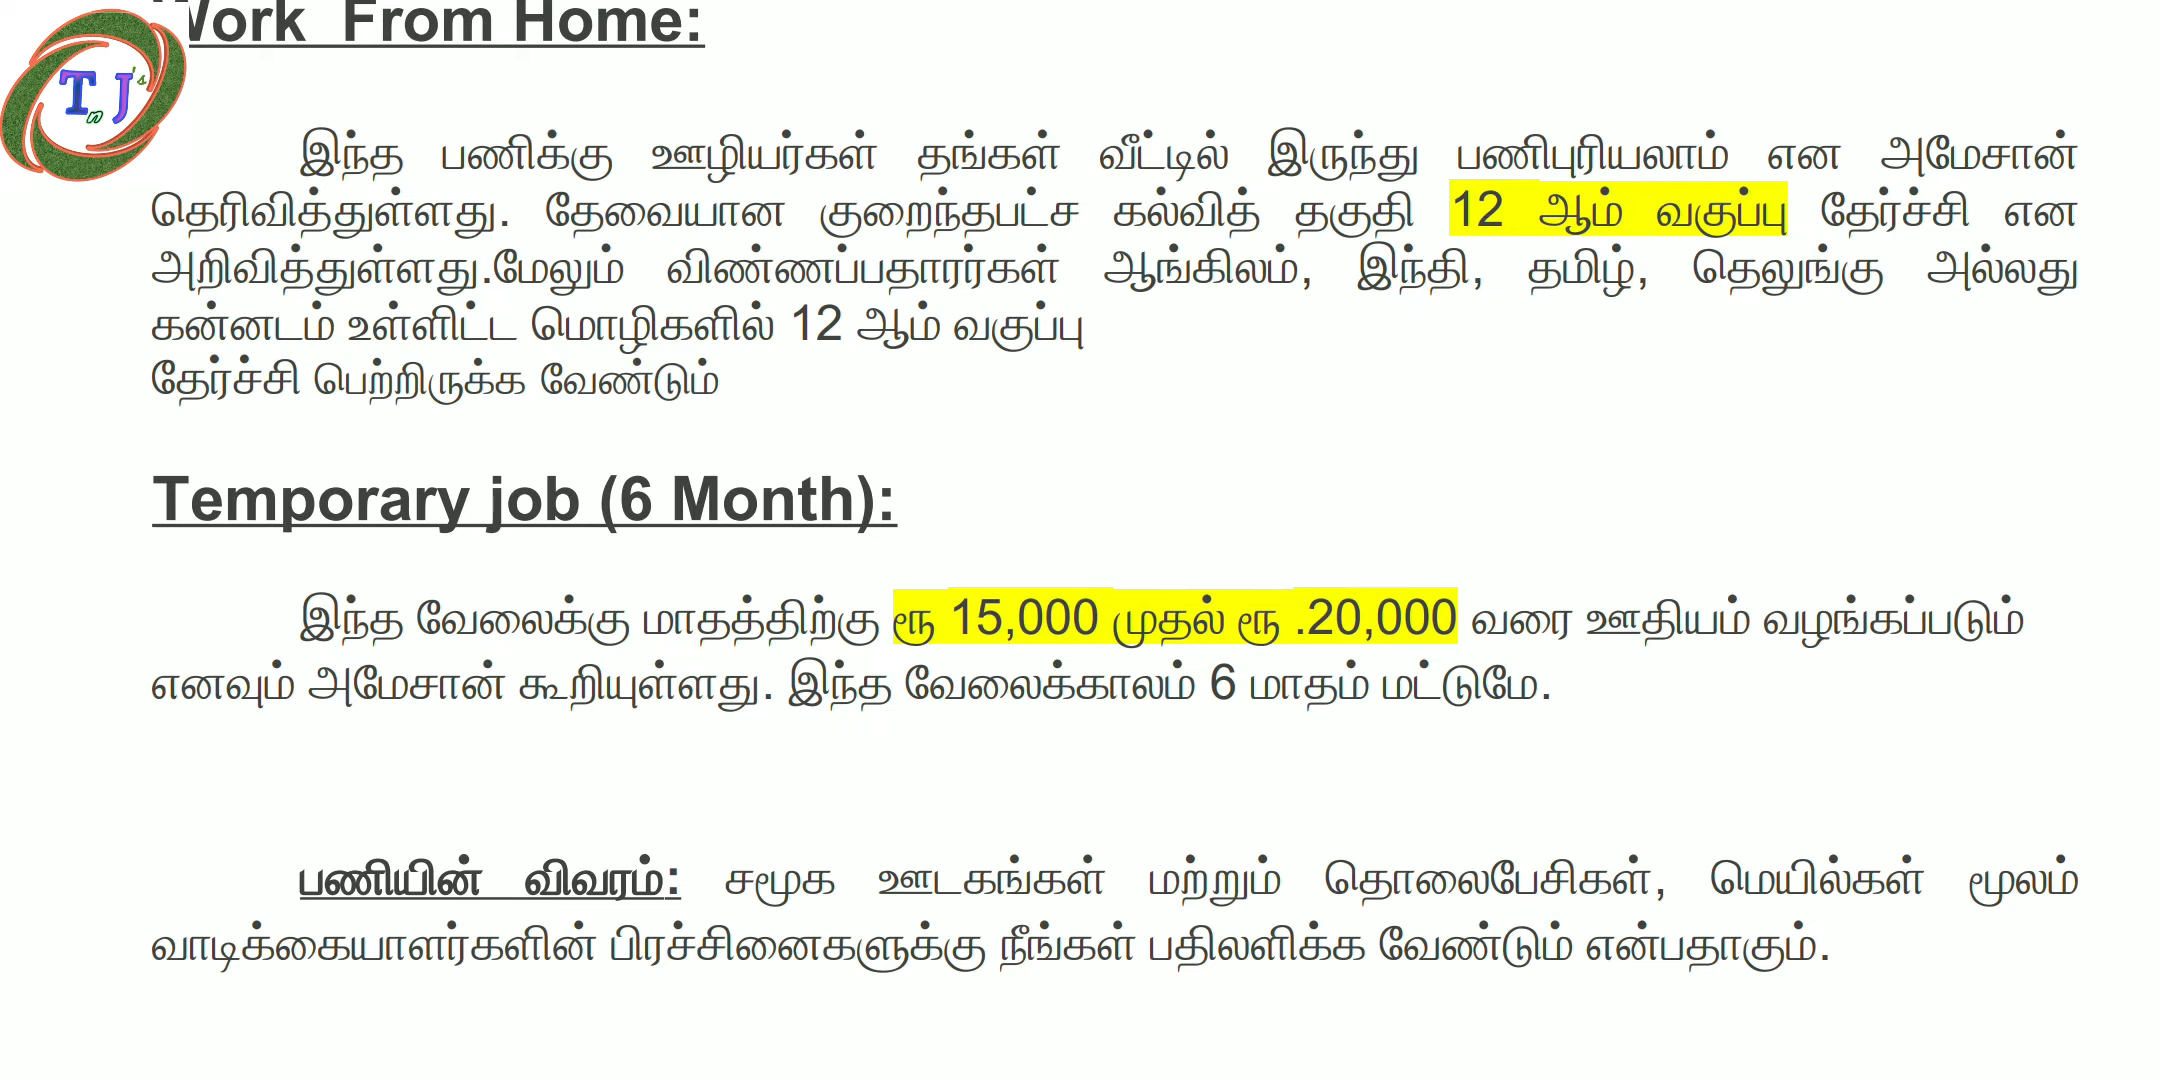 Work From Home:
T n J's
இந்த பணிக்கு ஊழியர்கள் தங்கள் வீட்டில் இருந்து பணிபுரியலாம் என அமேசான்
தெரிவித்துள்ளது. தேவையான குறைந்தபட்ச கல்வித் தகுதி 12 ஆம் வகுப்பு தேர்ச்சி என
அறிவித்துள்ளது.மேலும் விண்ணப்பதாரர்கள் ஆங்கிலம், இந்தி, தமிழ், தெலுங்கு அல்லது
கன்னடம் உள்ளிட்ட மொழிகளில் 12 ஆம் வகுப்பு
தேர்ச்சி பெற்றிருக்க வேண்டும்
Temporary job (6 Month):
இந்த வேலைக்கு மாதத்திற்கு ரூ 15,000 முதல் ரூ .20,000 வரை ஊதியம் வழங்கப்படும்
எனவும் அமேசான் கூறியுள்ளது. இந்த வேலைக்காலம் 6 மாதம் மட்டுமே.
பணியின் விவரம்: சமூக ஊடகங்கள் மற்றும் தொலைபேசிகள், மெயில்கள் மூலம்
வாடிக்கையாளர்களின் பிரச்சினைகளுக்கு நீங்கள் பதிலளிக்க வேண்டும் என்பதாகும்.